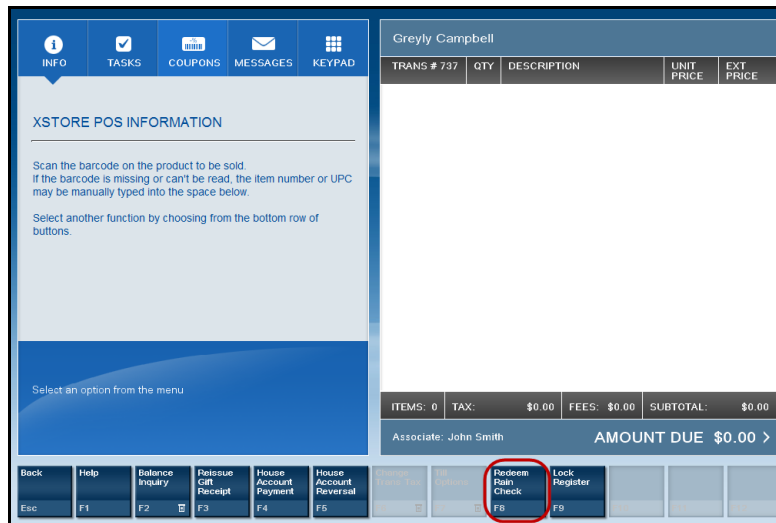 INFO
TASKS
COUPONS
MESSAGES
KEYPAD
XSTORE POS INFORMATION
Scan the barcode on the product to be sold.
If the barcode is missing or can't be read, the item number or UPC
may be manually typed into the space below.
Select another function by choosing from the bottom row of
buttons.
Select an option from the menu
Greyly Campbell
TRANS # 737
QTY
DESCRIPTION
UNIT
PRICE
EXT
PRICE
ITEMS: 0
TAX:
$0.00
FEES: $0.00
SUBTOTAL:
$0.00
Associate: John Smith
AMOUNT DUE $0.00 >
Back
Esc
Help
F1
Balance
Inquiry
F2
Reissue
Gift
Receipt
F3
House
Account
Payment
F4
House
Account
Reversal
F5
Change
Trans Tax
Till
Options
Redeem
Rain
Check
F8
Lock
Register
F9